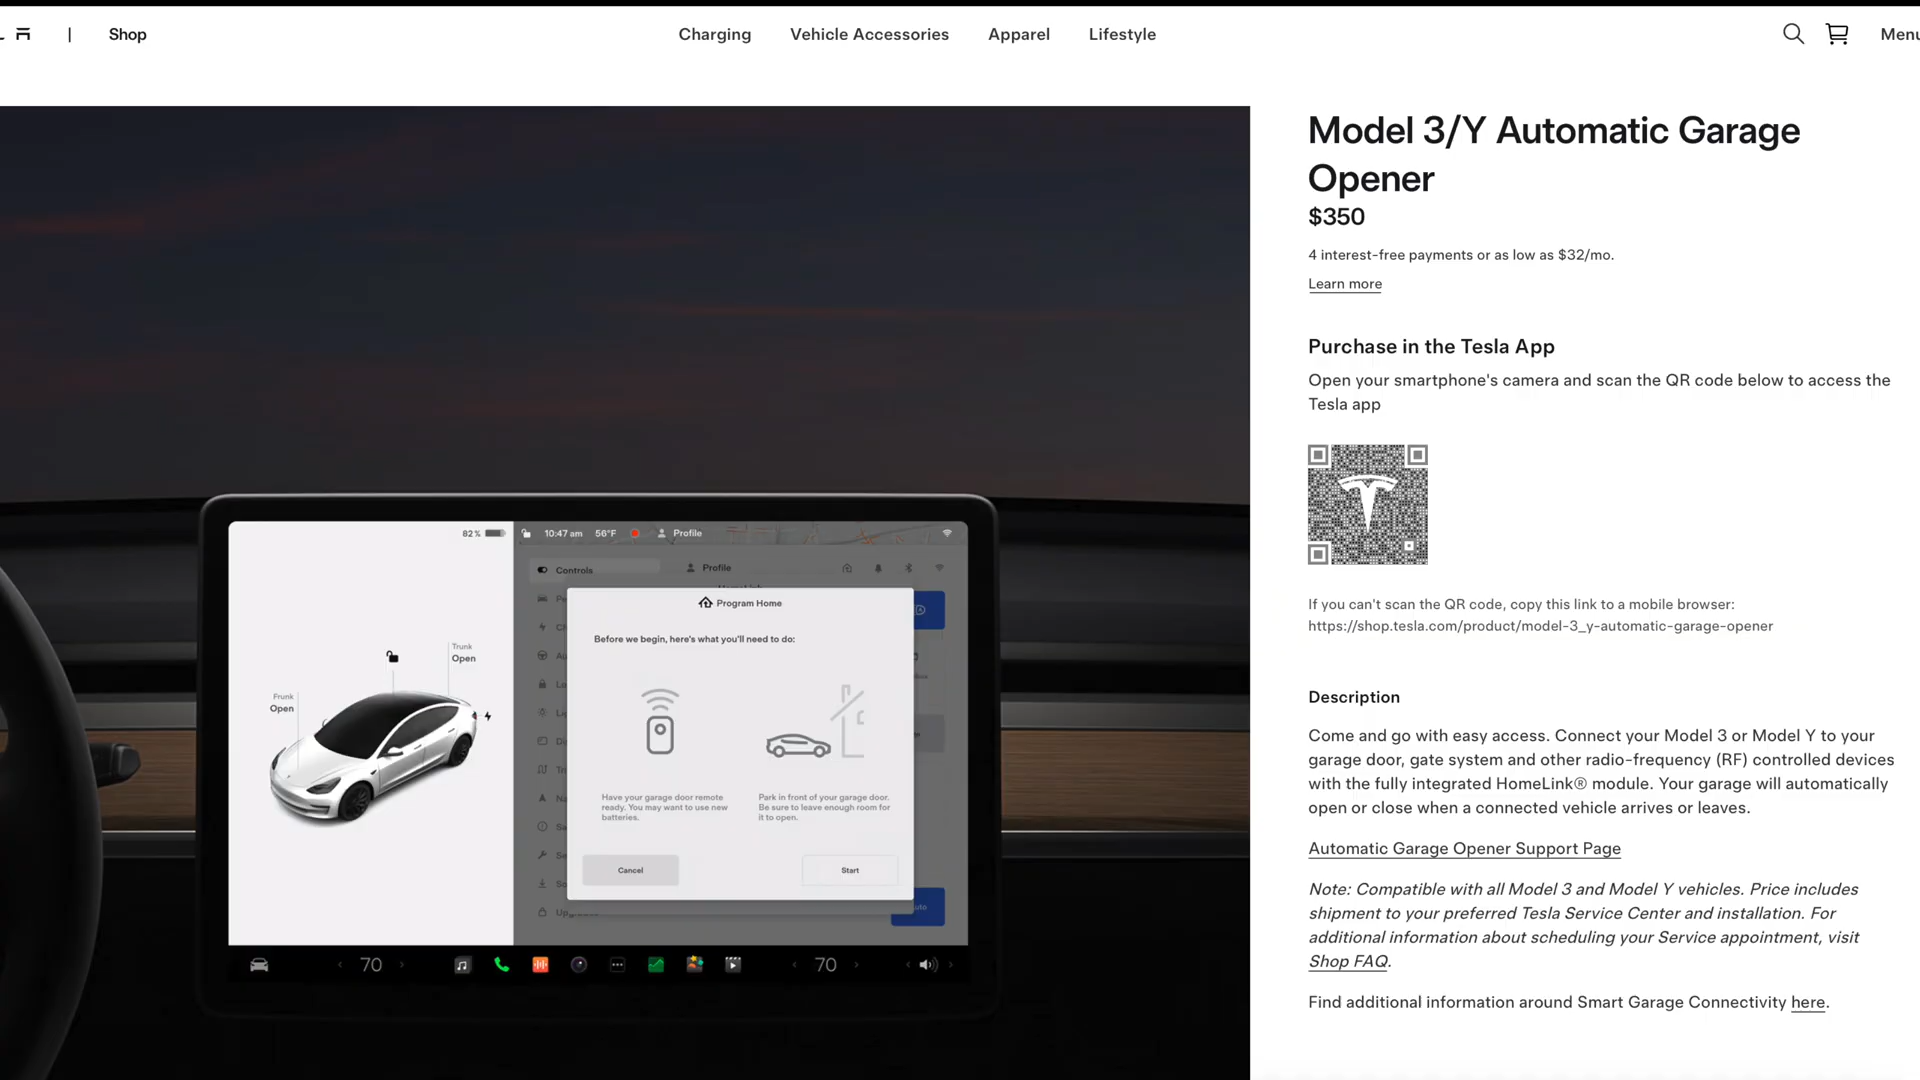 Shop
Charging
Vehicle Accessories
Apparel
Lifestyle
Menu
Model 3/Y Automatic Garage
Opener
$350
4 interest-free payments or as low as $32/mo.
Learn more
Purchase in the Tesla App
Open your smartphone's camera and scan the QR code below to access the
Tesla app
If you can't scan the QR code, copy this link to a mobile browser:
https://shop.tesla.com/product/model-3_y-automatic-garage-opener
Description
Come and go with easy access. Connect your Model 3 or Model Y to your
garage door, gate system and other radio-frequency (RF) controlled devices
with the fully integrated HomeLink® module. Your garage will automatically
open or close when a connected vehicle arrives or leaves.
Automatic Garage Opener Support Page
Note: Compatible with all Model 3 and Model Y vehicles. Price includes
shipment to your preferred Tesla Service Center and installation. For
additional information about scheduling your Service appointment, visit
Shop FAQ.
Find additional information around Smart Garage Connectivity here.
82%
10:47 am 56°F Profile
Controls
Profile
Trunk
Open
Frunk
Open
Program Home
Before we begin, here's what you'll need to do:
Have your garage door remote
ready. You may want to use new
batteries.
Park in front of your garage door.
Be sure to leave enough room for
it to open.
Cancel
Start
70
70